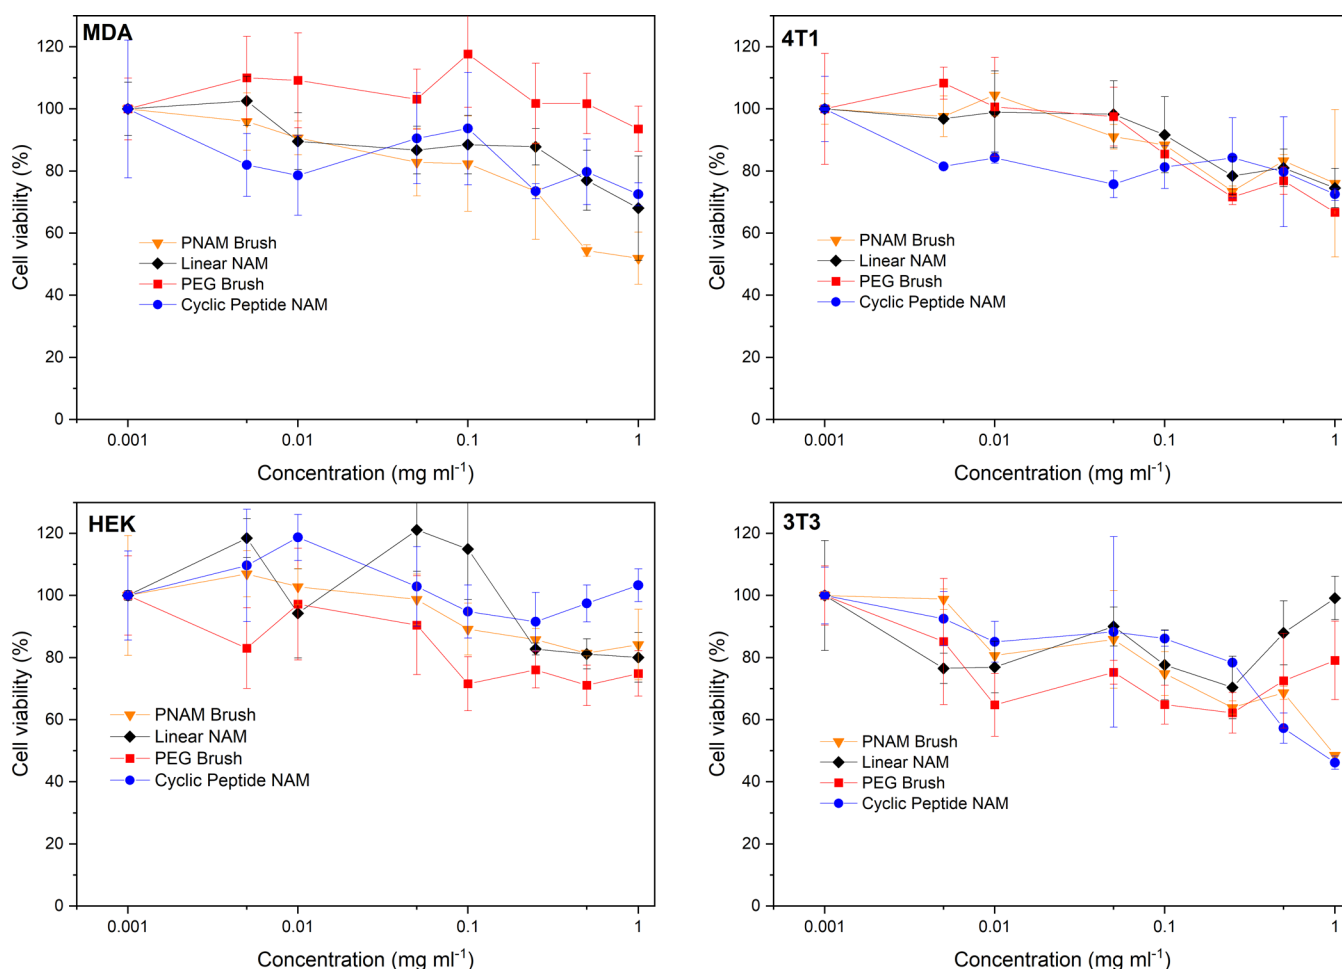 MDA
120
100
80
60
40
20
0
Cell viability (%)
PNAM Brush
Linear NAM
PEG Brush
Cyclic Peptide NAM
0.001
0.01
0.1
1
Concentration (mg ml⁻¹)
4T1
120
100
80
60
40
20
0
Cell viability (%)
PNAM Brush
Linear NAM
PEG Brush
Cyclic Peptide NAM
0.001
0.01
0.1
1
Concentration (mg ml⁻¹)
HEK
120
100
80
60
40
20
0
Cell viability (%)
PNAM Brush
Linear NAM
PEG Brush
Cyclic Peptide NAM
0.001
0.01
0.1
1
Concentration (mg ml⁻¹)
3T3
120
100
80
60
40
20
0
Cell viability (%)
PNAM Brush
Linear NAM
PEG Brush
Cyclic Peptide NAM
0.001
0.01
0.1
1
Concentration (mg ml⁻¹)